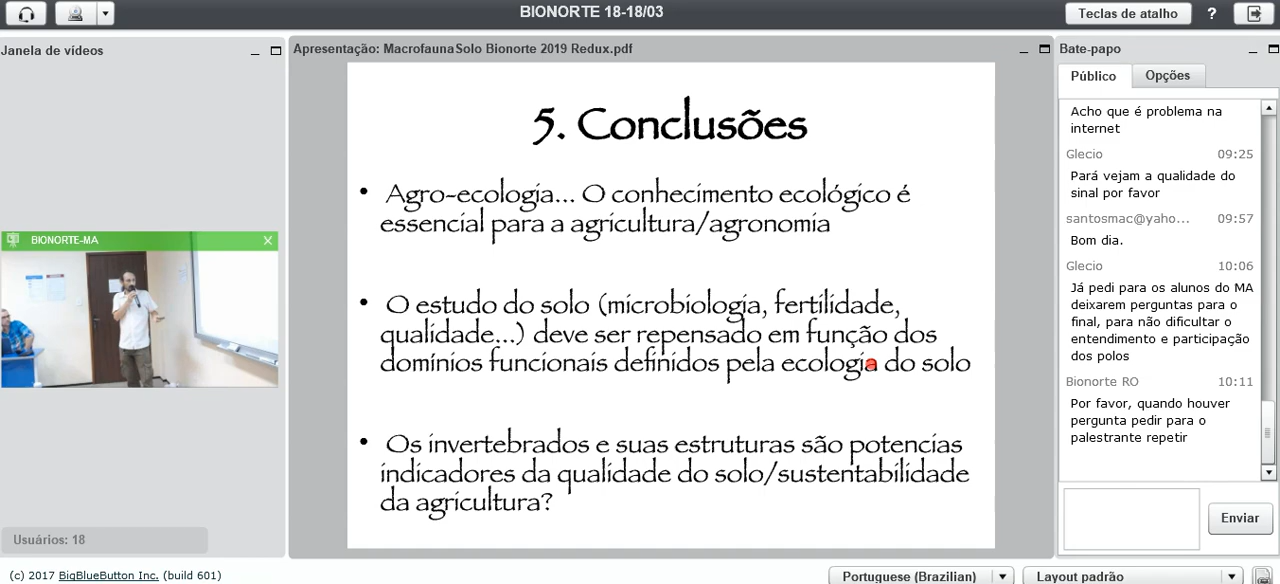 BIONORTE 18-18/03
Teclas de atalho
?
Janela de vídeos
BIONORTE-MA
Usuários: 18
Apresentação: MacrofaunaSolo Bionorte 2019 Redux.pdf
5. Conclusões
• Agro-ecologia... O conhecimento ecológico é
essencial para a agricultura/agronomia
• O estudo do solo (microbiologia, fertilidade,
qualidade...) deve ser repensado em função dos
domínios funcionais definidos pela ecologia do solo
• Os invertebrados e suas estruturas são potencias
indicadores da qualidade do solo/sustentabilidade
da agricultura?
Bate-papo
Público
Opções
Acho que é problema na
internet
Glecio 09:25
Pará vejam a qualidade do
sinal por favor
santosmac@yaho... 09:57
Bom dia.
Glecio 10:06
Já pedi para os alunos do MA
deixarem perguntas para o
final, para não dificultar o
entendimento e participação
dos polos
Bionorte RO 10:11
Por favor, quando houver
pergunta pedir para o
palestrante repetir
Enviar
(c) 2017 BigBlueButton Inc. (build 601)
Portuguese (Brazilian)
Layout padrão